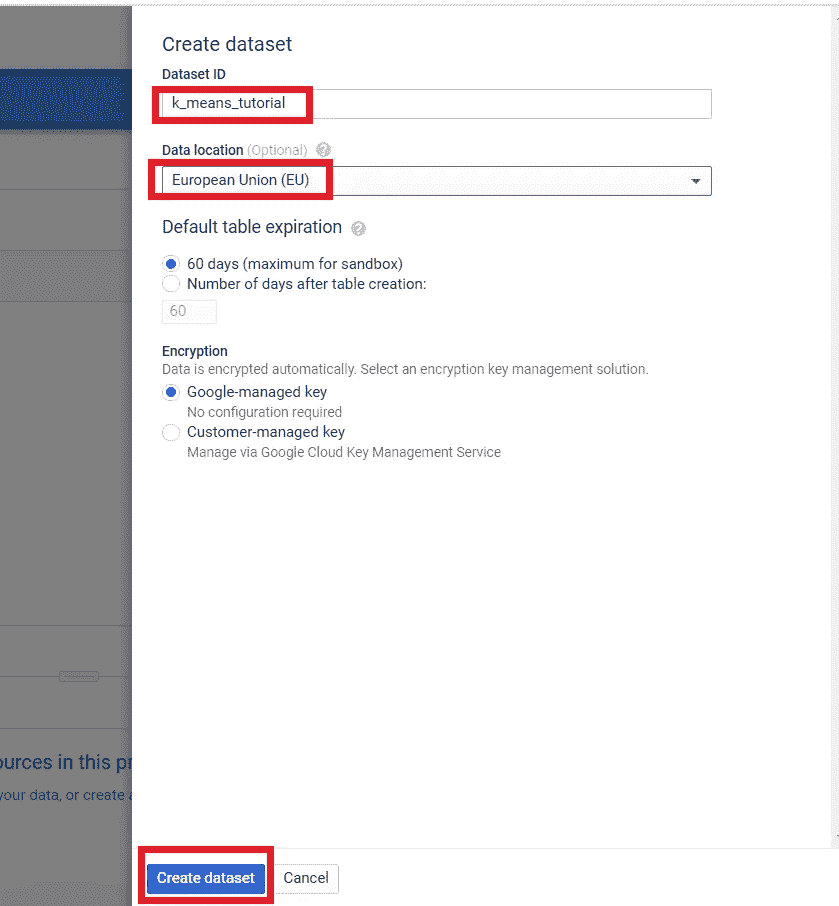 Create dataset
Dataset ID
k_means_tutorial
Data location (Optional)
European Union (EU)
Default table expiration
60 days (maximum for sandbox)
Number of days after table creation:
60
Encryption
Data is encrypted automatically. Select an encryption key management solution.
Google-managed key
No configuration required
Customer-managed key
Manage via Google Cloud Key Management Service
ources in this pr
your data, or create a
Create dataset
Cancel